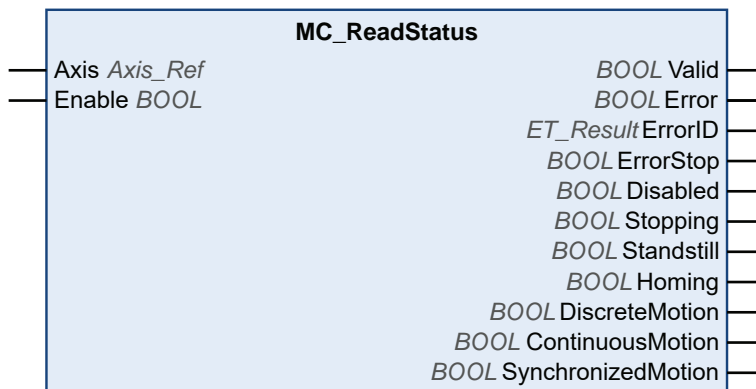 MC_ReadStatus
Axis Axis_Ref BOOL Valid
Enable BOOL BOOL Error
ET_Result ErrorID
BOOL ErrorStop
BOOL Disabled
BOOL Stopping
BOOL Standstill
BOOL Homing
BOOL DiscreteMotion
BOOL ContinuousMotion
BOOL SynchronizedMotion